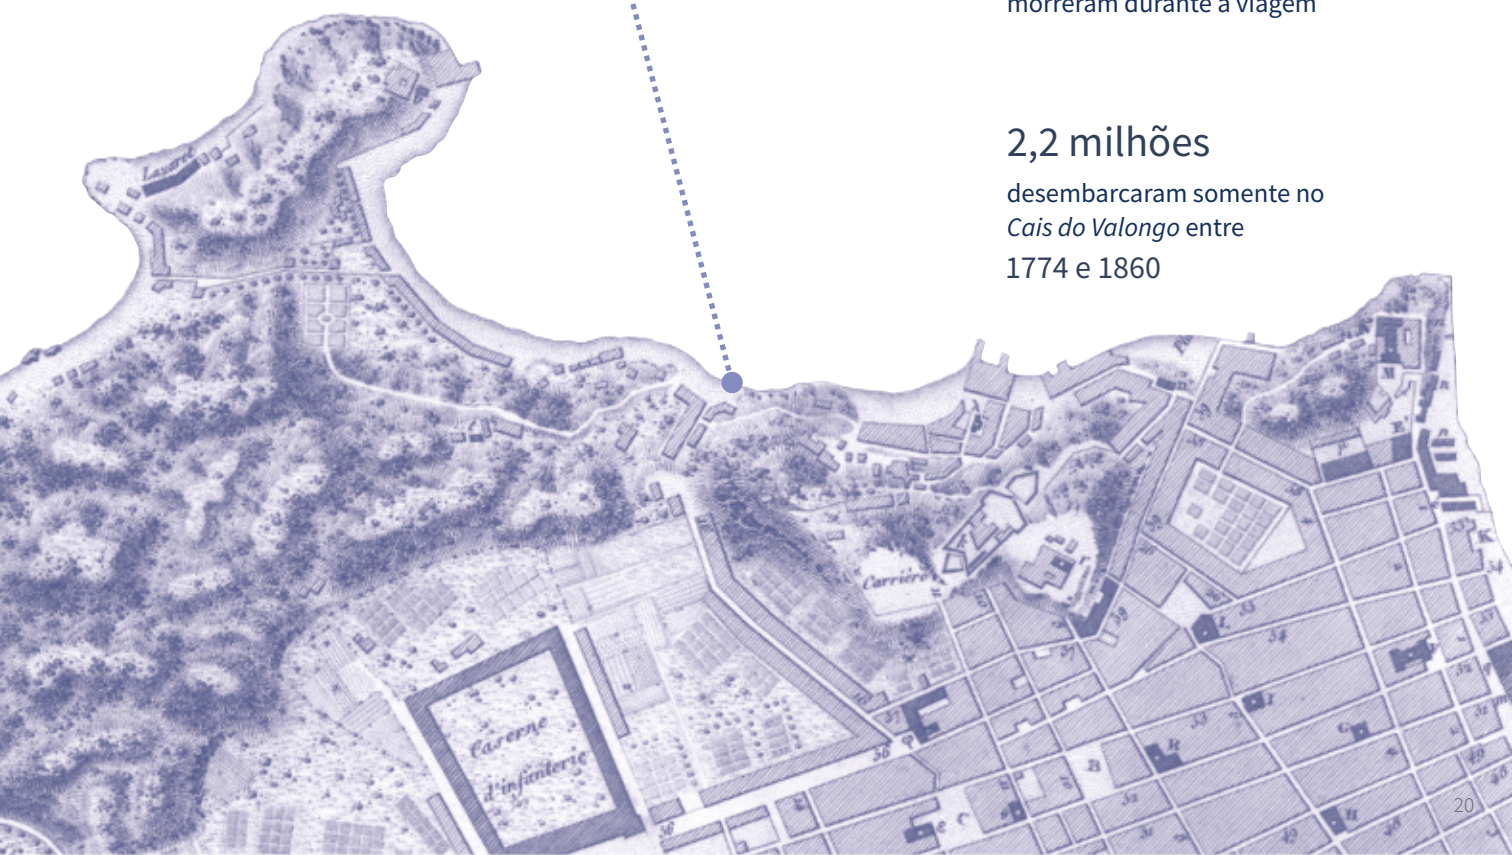 morreram durante a viagem
2,2 milhões
desembarcaram somente no
Cais do Valongo entre
1774 e 1860
Lazaret
Carrière
Caserne
d'infanterie
20